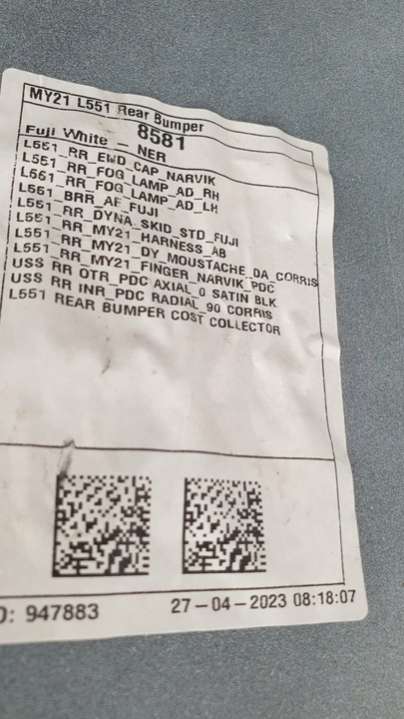 MY21 L551 Rear Bumper
8581
Fuji White – NER
L551_RR_EWD_CAP_NARVIK
L551_RR_FOG_LAMP_AD_RH
L551_RR_FOG_LAMP_AD_LH
L551_BRR_AF_FUJI
L551_RR_DYNA_SKID_STD_FUJI
L551_RR_MY21_HARNESS_AB
L551_RR_MY21_DY_MOUSTACHE_DA_CORRIS
L551_RR_MY21_FINGER_NARVIK_PDC
USS RR OTR_PDC AXIAL_0 SATIN BLK
USS RR INR_PDC RADIAL_90 CORRIS
L551 REAR BUMPER COST COLLECTOR
D: 947883
27–04–2023 08:18:07